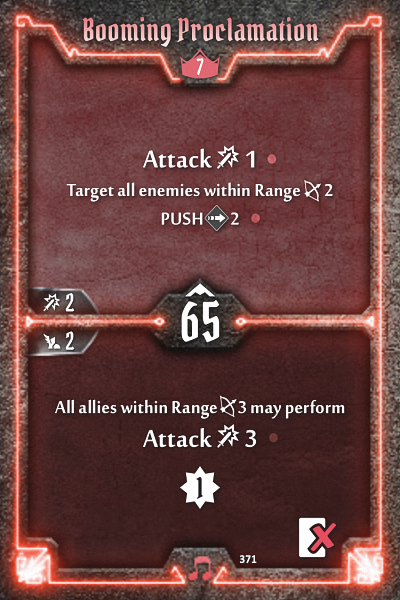 Booming Proclamation
7
Attack 1
Target all enemies within Range 2
PUSH 2
2
65
2
All allies within Range 3 may perform
Attack 3
1
371